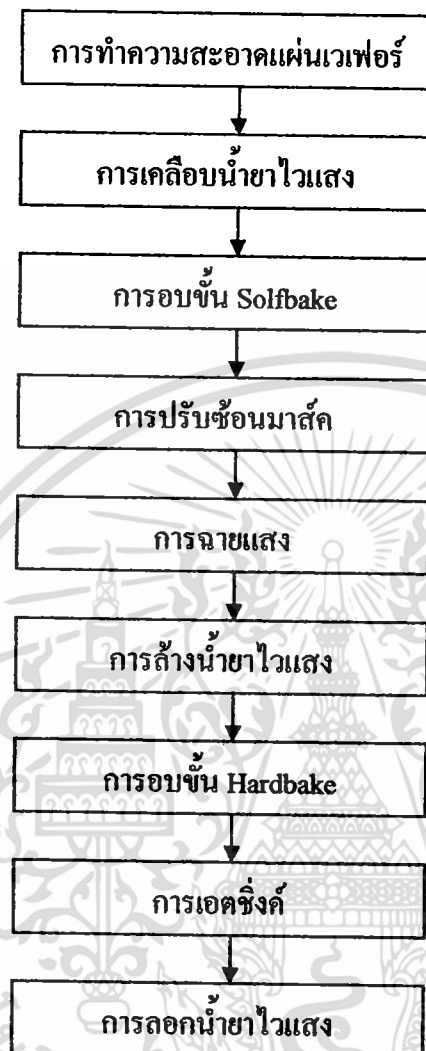 การทำความสะอาดแผ่นเวเฟอร์
การเคลือบน้ำยาไวแสง
การอบขั้น Solfbake
การปรับซ้อนมาส์ค
การฉายแสง
การล้างน้ำยาไวแสง
การอบขั้น Hardbake
การเอตชิ่งค์
การลอกน้ำยาไวแสง